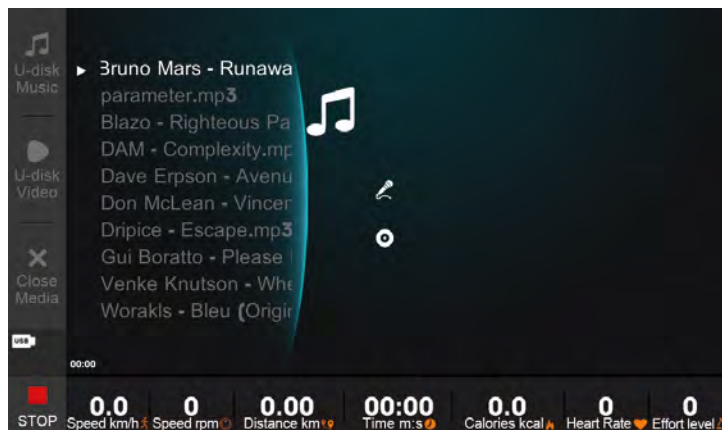 U-disk
Music
U-disk
Video
Close
Media
USB
STOP
Bruno Mars - Runawa
parameter.mp3
Blazo - Righteous Pa
DAM - Complexity.mp
Dave Erpson - Avenu
Don McLean - Vincen
Dripice - Escape.mp3
Gui Boratto - Please
Venke Knutson - Whe
Worakls - Bleu (Origin
00:00
0.0 0 0.00 00:00 0.0 0 0
Speed km/h Speed rpm Distance km Time m:s Calories kcal Heart Rate Effort level